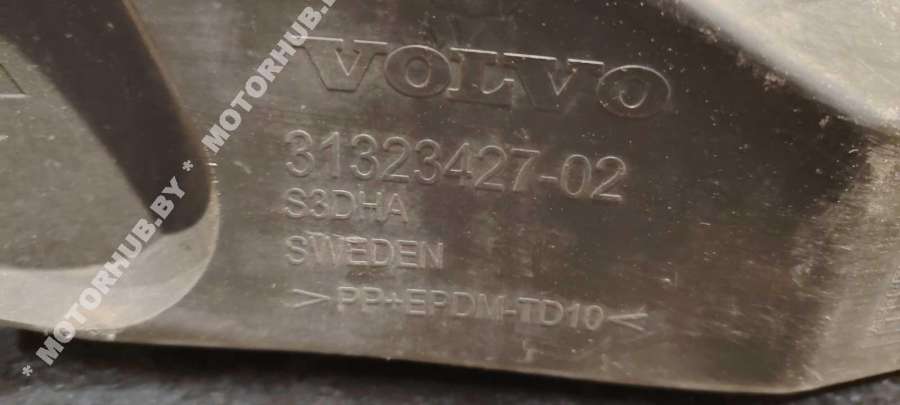 VOLVO
31323427-02
S3DHA
SWEDEN
>PP+EPDM-TD10<
* MOTORHUB.BY * MOTORHUB.BY *